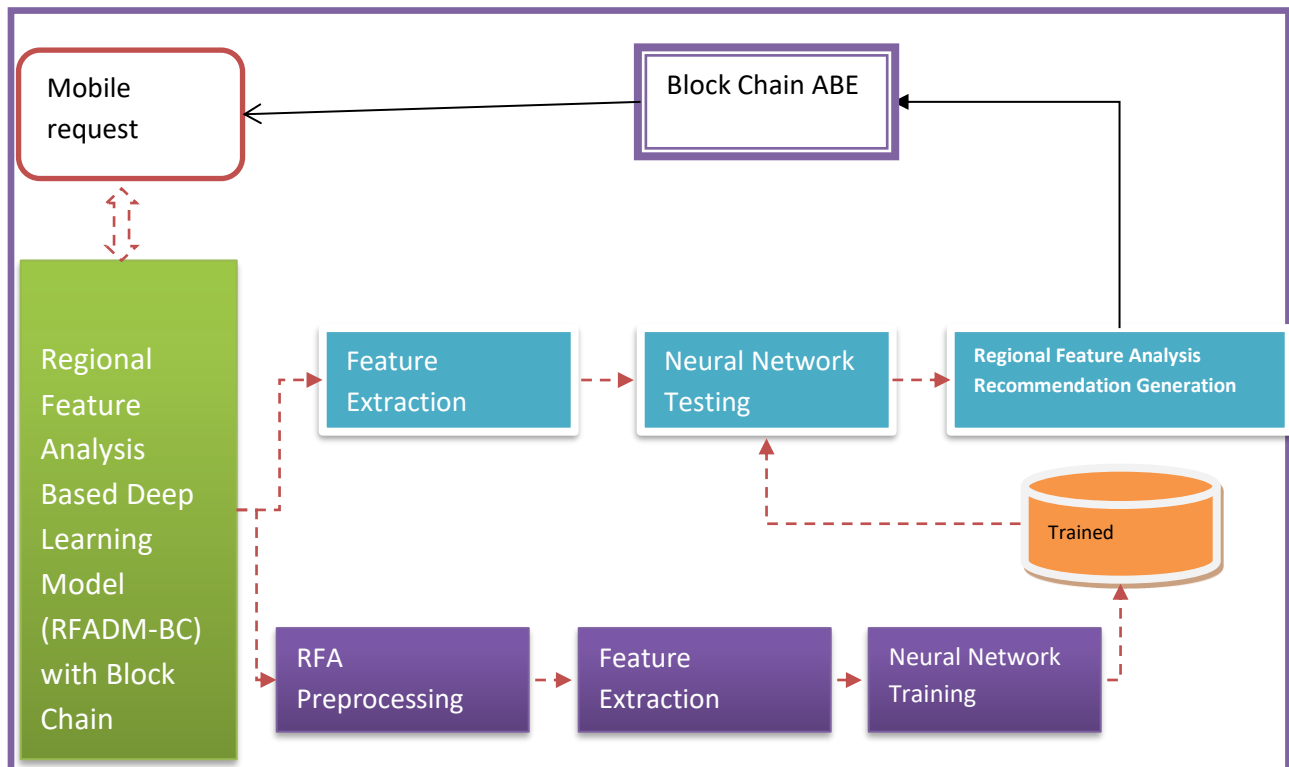 Mobile
request
Block Chain ABE
Regional
Feature
Analysis
Based Deep
Learning
Model
(RFADM-BC)
with Block
Chain
Feature
Extraction
Neural Network
Testing
Regional Feature Analysis
Recommendation Generation
Trained
RFA
Preprocessing
Feature
Extraction
Neural Network
Training